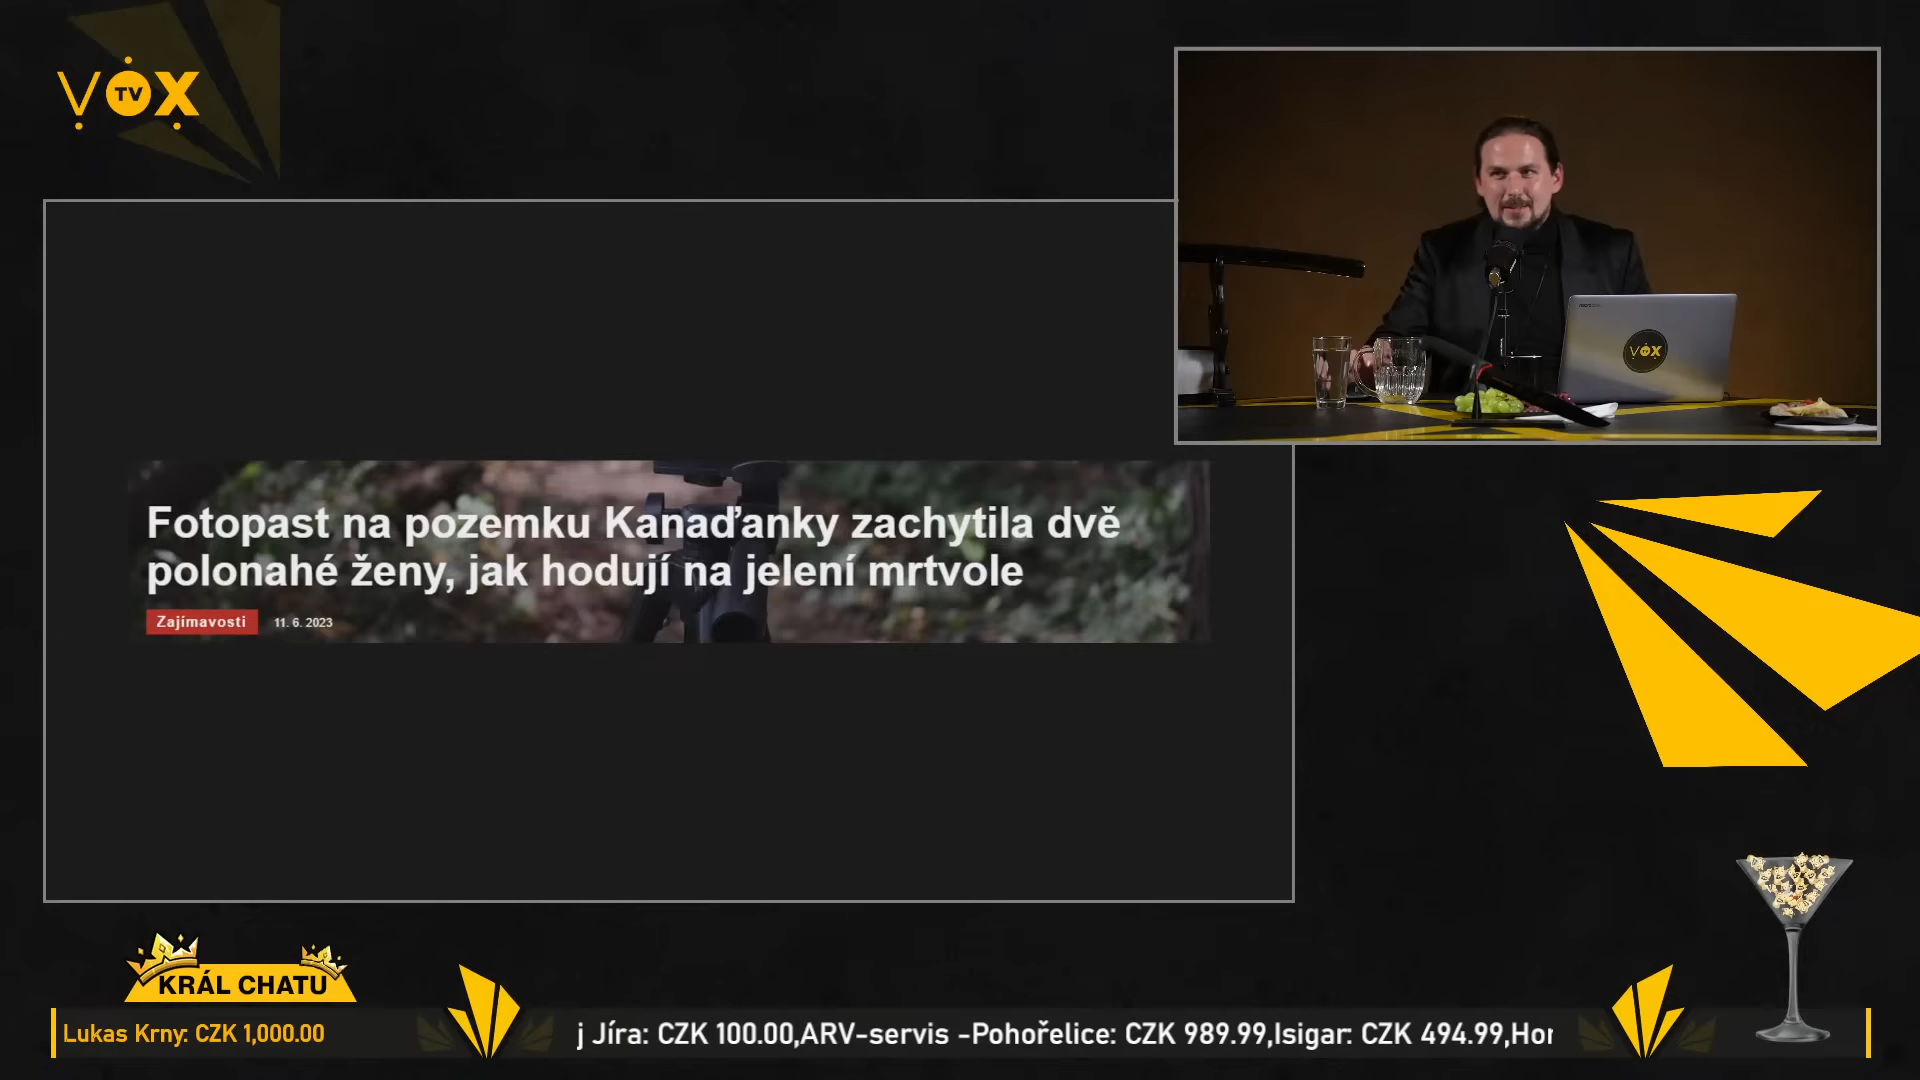 VOX
TV
VOX
Fotopast na pozemku Kanaďanky zachytila dvě
polonahé ženy, jak hodují na jelení mrtvole
Zajímavosti 11. 6. 2023
KRÁL CHATU
Lukas Krny: CZK 1,000.00
j Jíra: CZK 100.00,ARV-servis -Pohořelice: CZK 989.99,Isigar: CZK 494.99,Hor